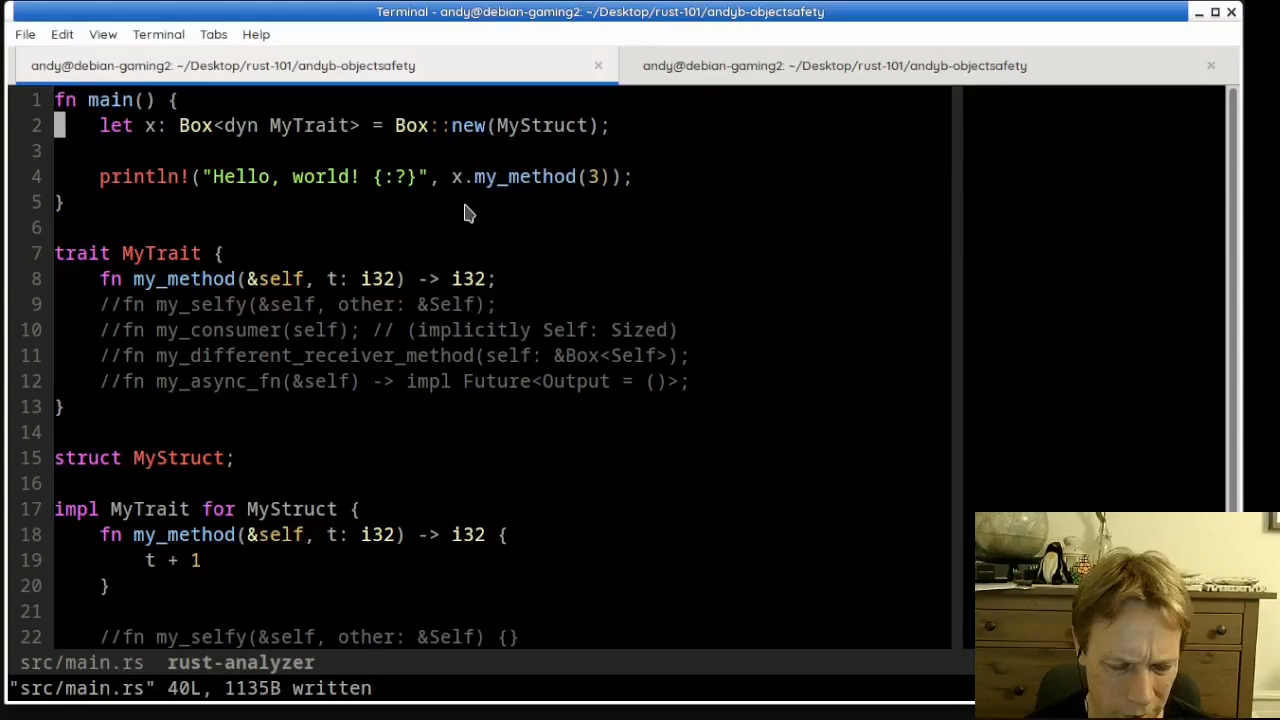 Terminal - andy@debian-gaming2: ~/Desktop/rust-101/andyb-objectsafety
File Edit View Terminal Tabs Help
andy@debian-gaming2: ~/Desktop/rust-101/andyb-objectsafety × andy@debian-gaming2: ~/Desktop/rust-101/andyb-objectsafety ×
1 fn main() {
2     let x: Box<dyn MyTrait> = Box::new(MyStruct);
3
4     println!("Hello, world! {:?}", x.my_method(3));
5 }
6
7 trait MyTrait {
8     fn my_method(&self, t: i32) -> i32;
9     //fn my_selfy(&self, other: &Self);
10     //fn my_consumer(self); // (implicitly Self: Sized)
11     //fn my_different_receiver_method(self: &Box<Self>);
12     //fn my_async_fn(&self) -> impl Future<Output = ()>;
13 }
14
15 struct MyStruct;
16
17 impl MyTrait for MyStruct {
18     fn my_method(&self, t: i32) -> i32 {
19         t + 1
20     }
21
22     //fn my_selfy(&self, other: &Self) {}
src/main.rs  rust-analyzer
"src/main.rs" 40L, 1135B written